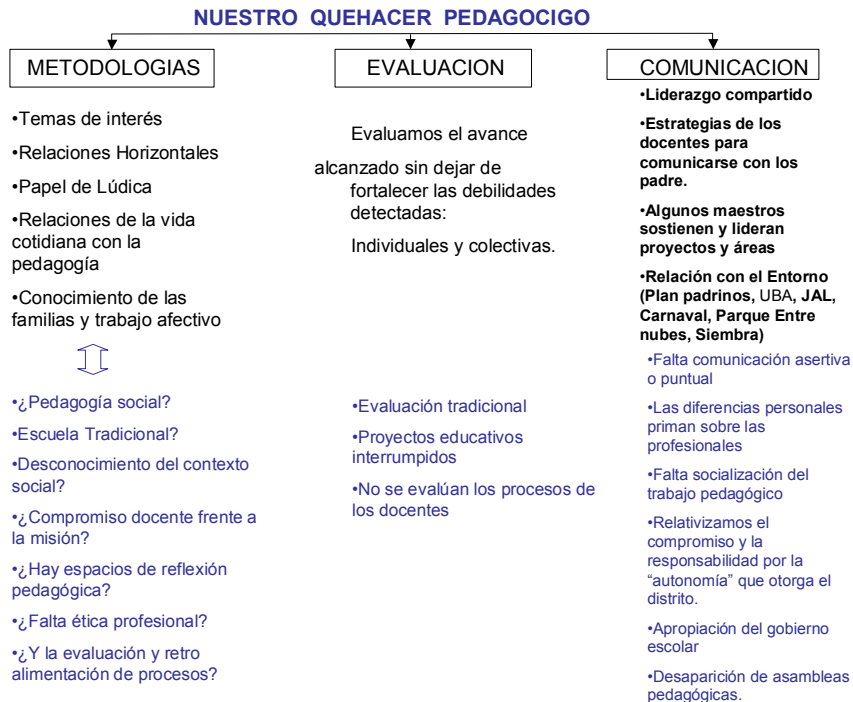 NUESTRO QUEHACER PEDAGOCIGO
METODOLOGIAS
•Temas de interés
•Relaciones Horizontales
•Papel de Lúdica
•Relaciones de la vida
cotidiana con la
pedagogía
•Conocimiento de las
familias y trabajo afectivo
•¿Pedagogía social?
•Escuela Tradicional?
•Desconocimiento del contexto
social?
•¿Compromiso docente frente a
la misión?
•¿Hay espacios de reflexión
pedagógica?
•¿Falta ética profesional?
•¿Y la evaluación y retro
alimentación de procesos?
EVALUACION
Evaluamos el avance
alcanzado sin dejar de
fortalecer las debilidades
detectadas:
Individuales y colectivas.
•Evaluación tradicional
•Proyectos educativos
interrumpidos
•No se evalúan los procesos de
los docentes
COMUNICACION
•Liderazgo compartido
•Estrategias de los
docentes para
comunicarse con los
padre.
•Algunos maestros
sostienen y lideran
proyectos y áreas
•Relación con el Entorno
(Plan padrinos, UBA, JAL,
Carnaval, Parque Entre
nubes, Siembra)
•Falta comunicación asertiva
o puntual
•Las diferencias personales
priman sobre las
profesionales
•Falta socialización del
trabajo pedagógico
•Relativizamos el
compromiso y la
responsabilidad por la
“autonomía” que otorga el
distrito.
•Apropiación del gobierno
escolar
•Desaparición de asambleas
pedagógicas.